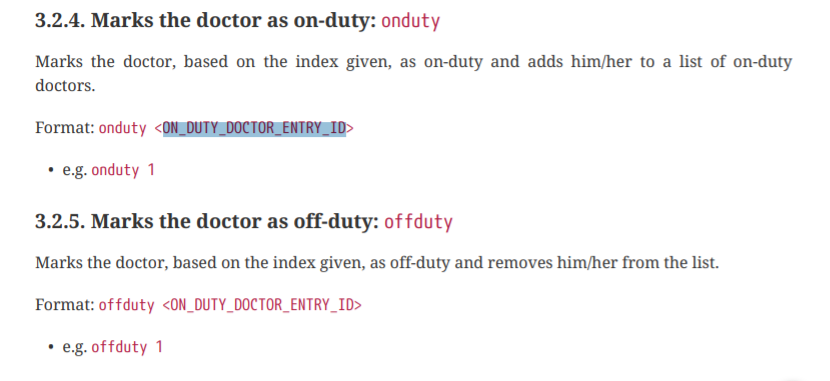 3.2.4. Marks the doctor as on-duty: onduty
Marks the doctor, based on the index given, as on-duty and adds him/her to a list of on-duty
doctors.
Format: onduty <ON_DUTY_DOCTOR_ENTRY_ID>
• e.g. onduty 1
3.2.5. Marks the doctor as off-duty: offduty
Marks the doctor, based on the index given, as off-duty and removes him/her from the list.
Format: offduty <ON_DUTY_DOCTOR_ENTRY_ID>
• e.g. offduty 1